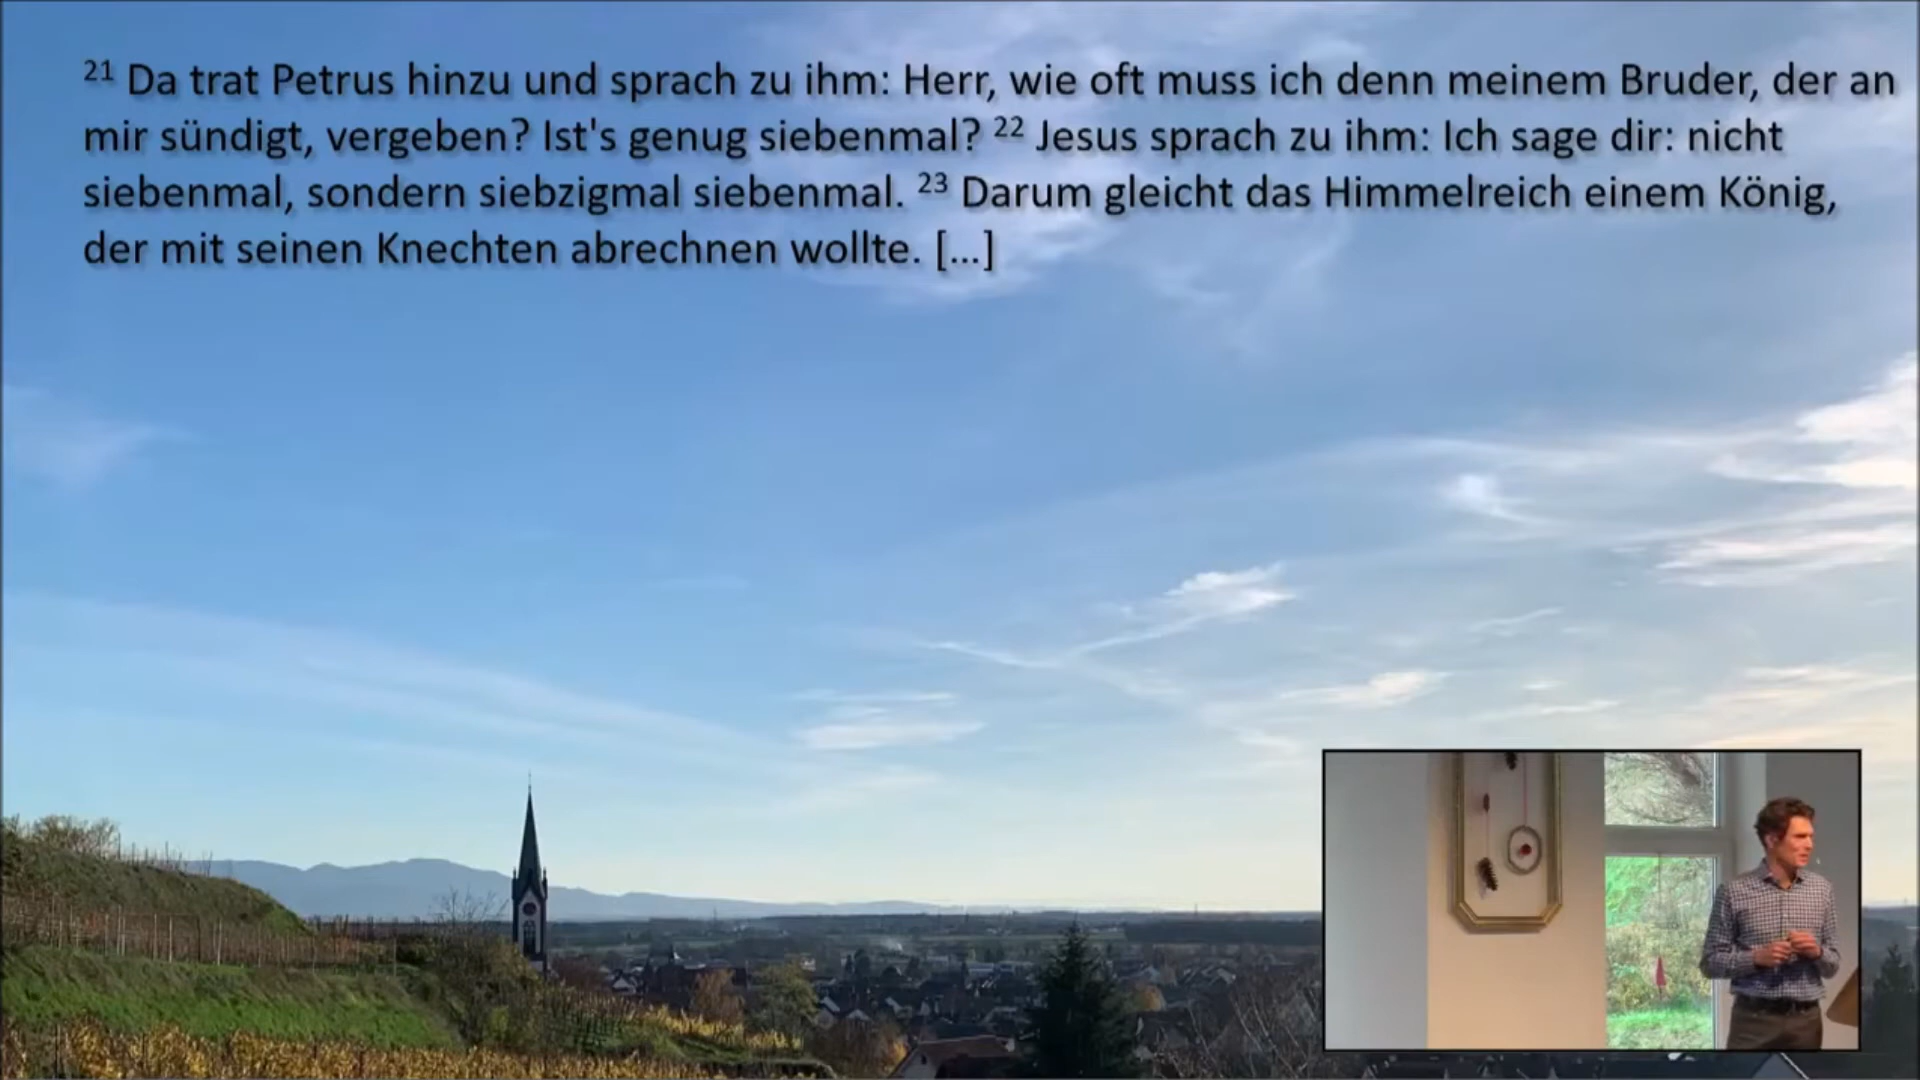 ²¹ Da trat Petrus hinzu und sprach zu ihm: Herr, wie oft muss ich denn meinem Bruder, der an
mir sündigt, vergeben? Ist's genug siebenmal? ²² Jesus sprach zu ihm: Ich sage dir: nicht
siebenmal, sondern siebzigmal siebenmal. ²³ Darum gleicht das Himmelreich einem König,
der mit seinen Knechten abrechnen wollte. [...]